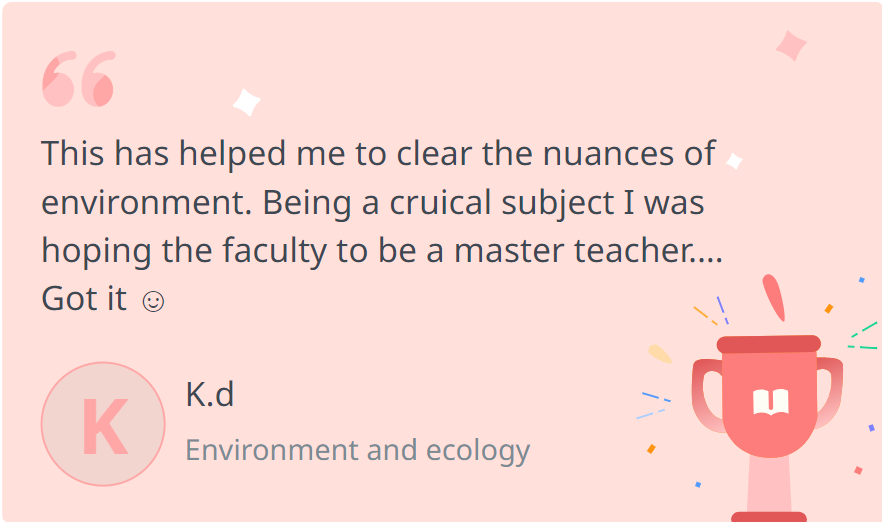 This has helped me to clear the nuances of
environment. Being a cruical subject I was
hoping the faculty to be a master teacher....
Got it ☺
K
K.d
Environment and ecology